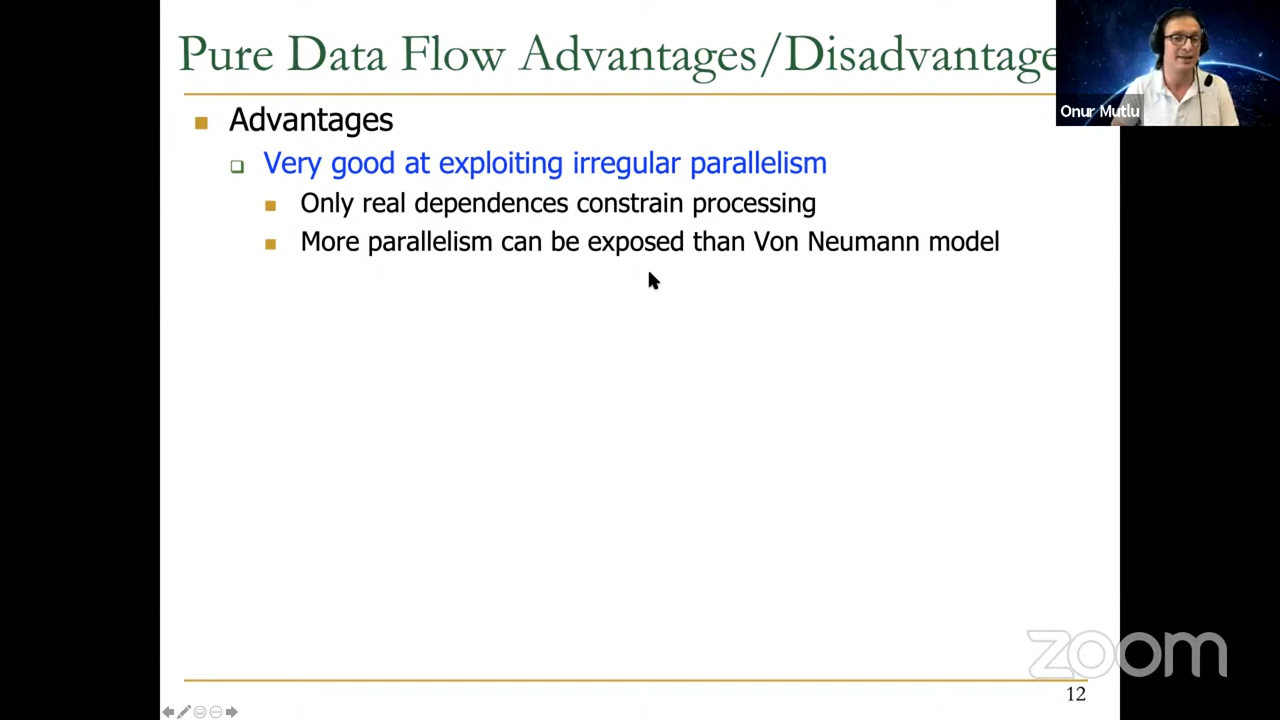 Pure Data Flow Advantages/Disadvantage
Onur Mutlu
Advantages
Very good at exploiting irregular parallelism
Only real dependences constrain processing
More parallelism can be exposed than Von Neumann model
zoom
12